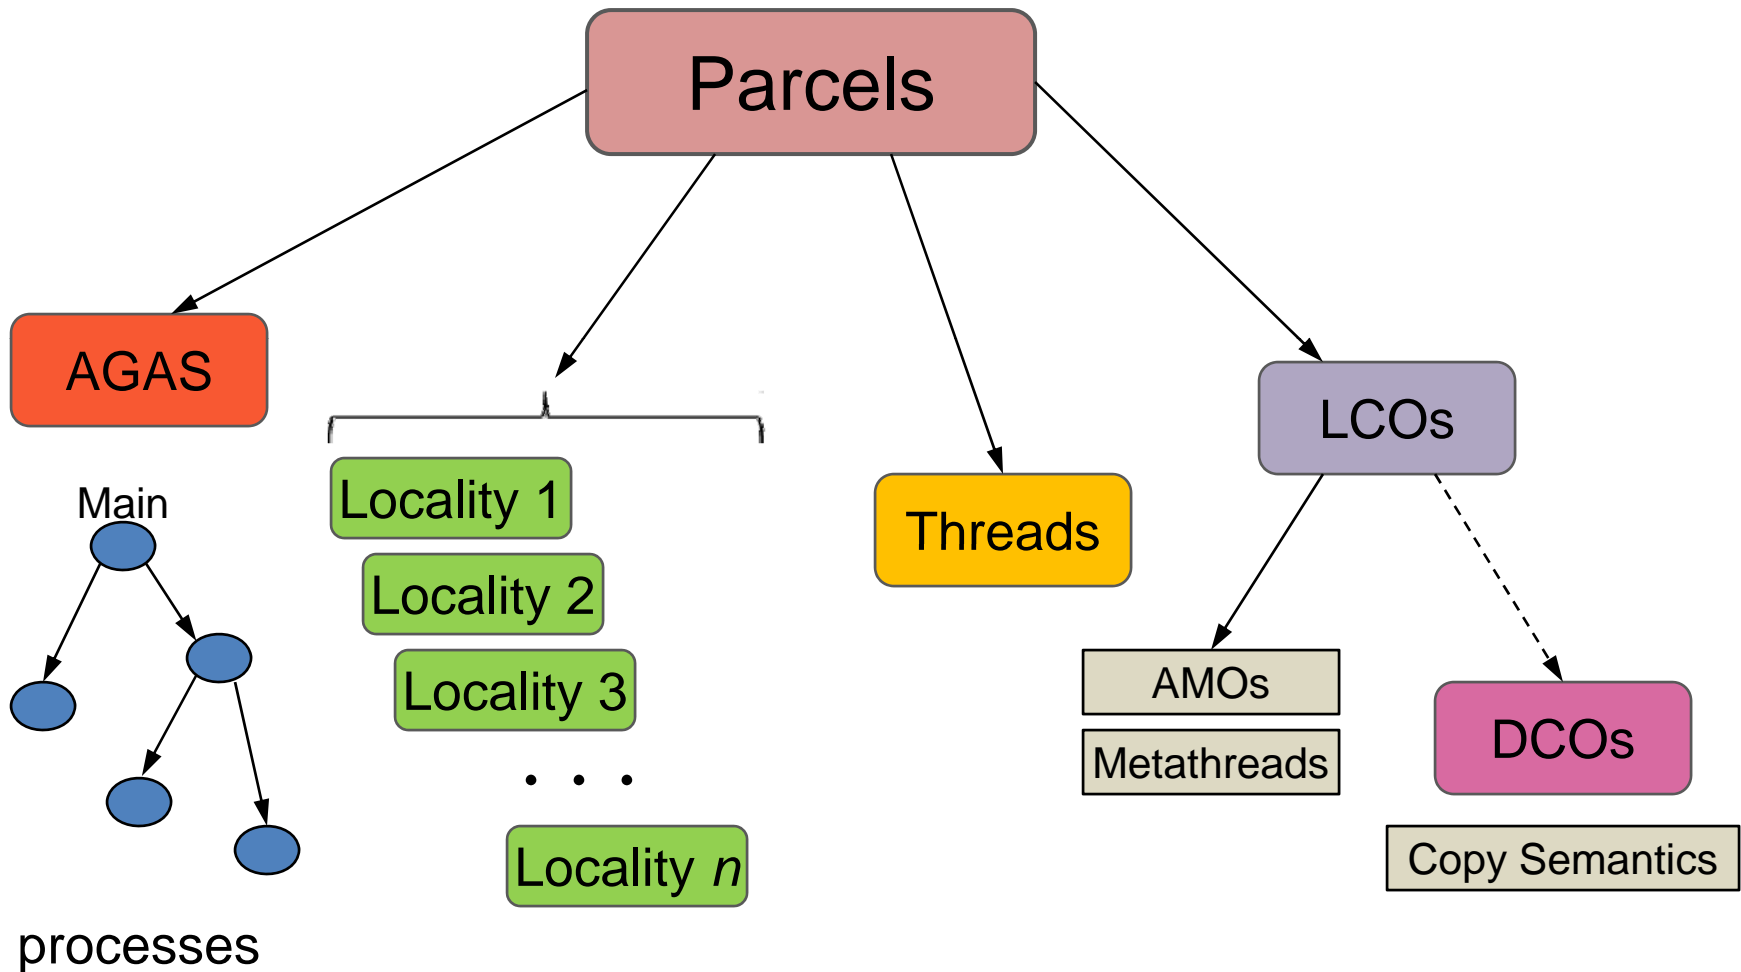 Parcels
AGAS
LCOs
Main
Locality 1
Threads
Locality 2
Locality 3
AMOs
Metathreads
DCOs
. . .
Locality n
Copy Semantics
processes